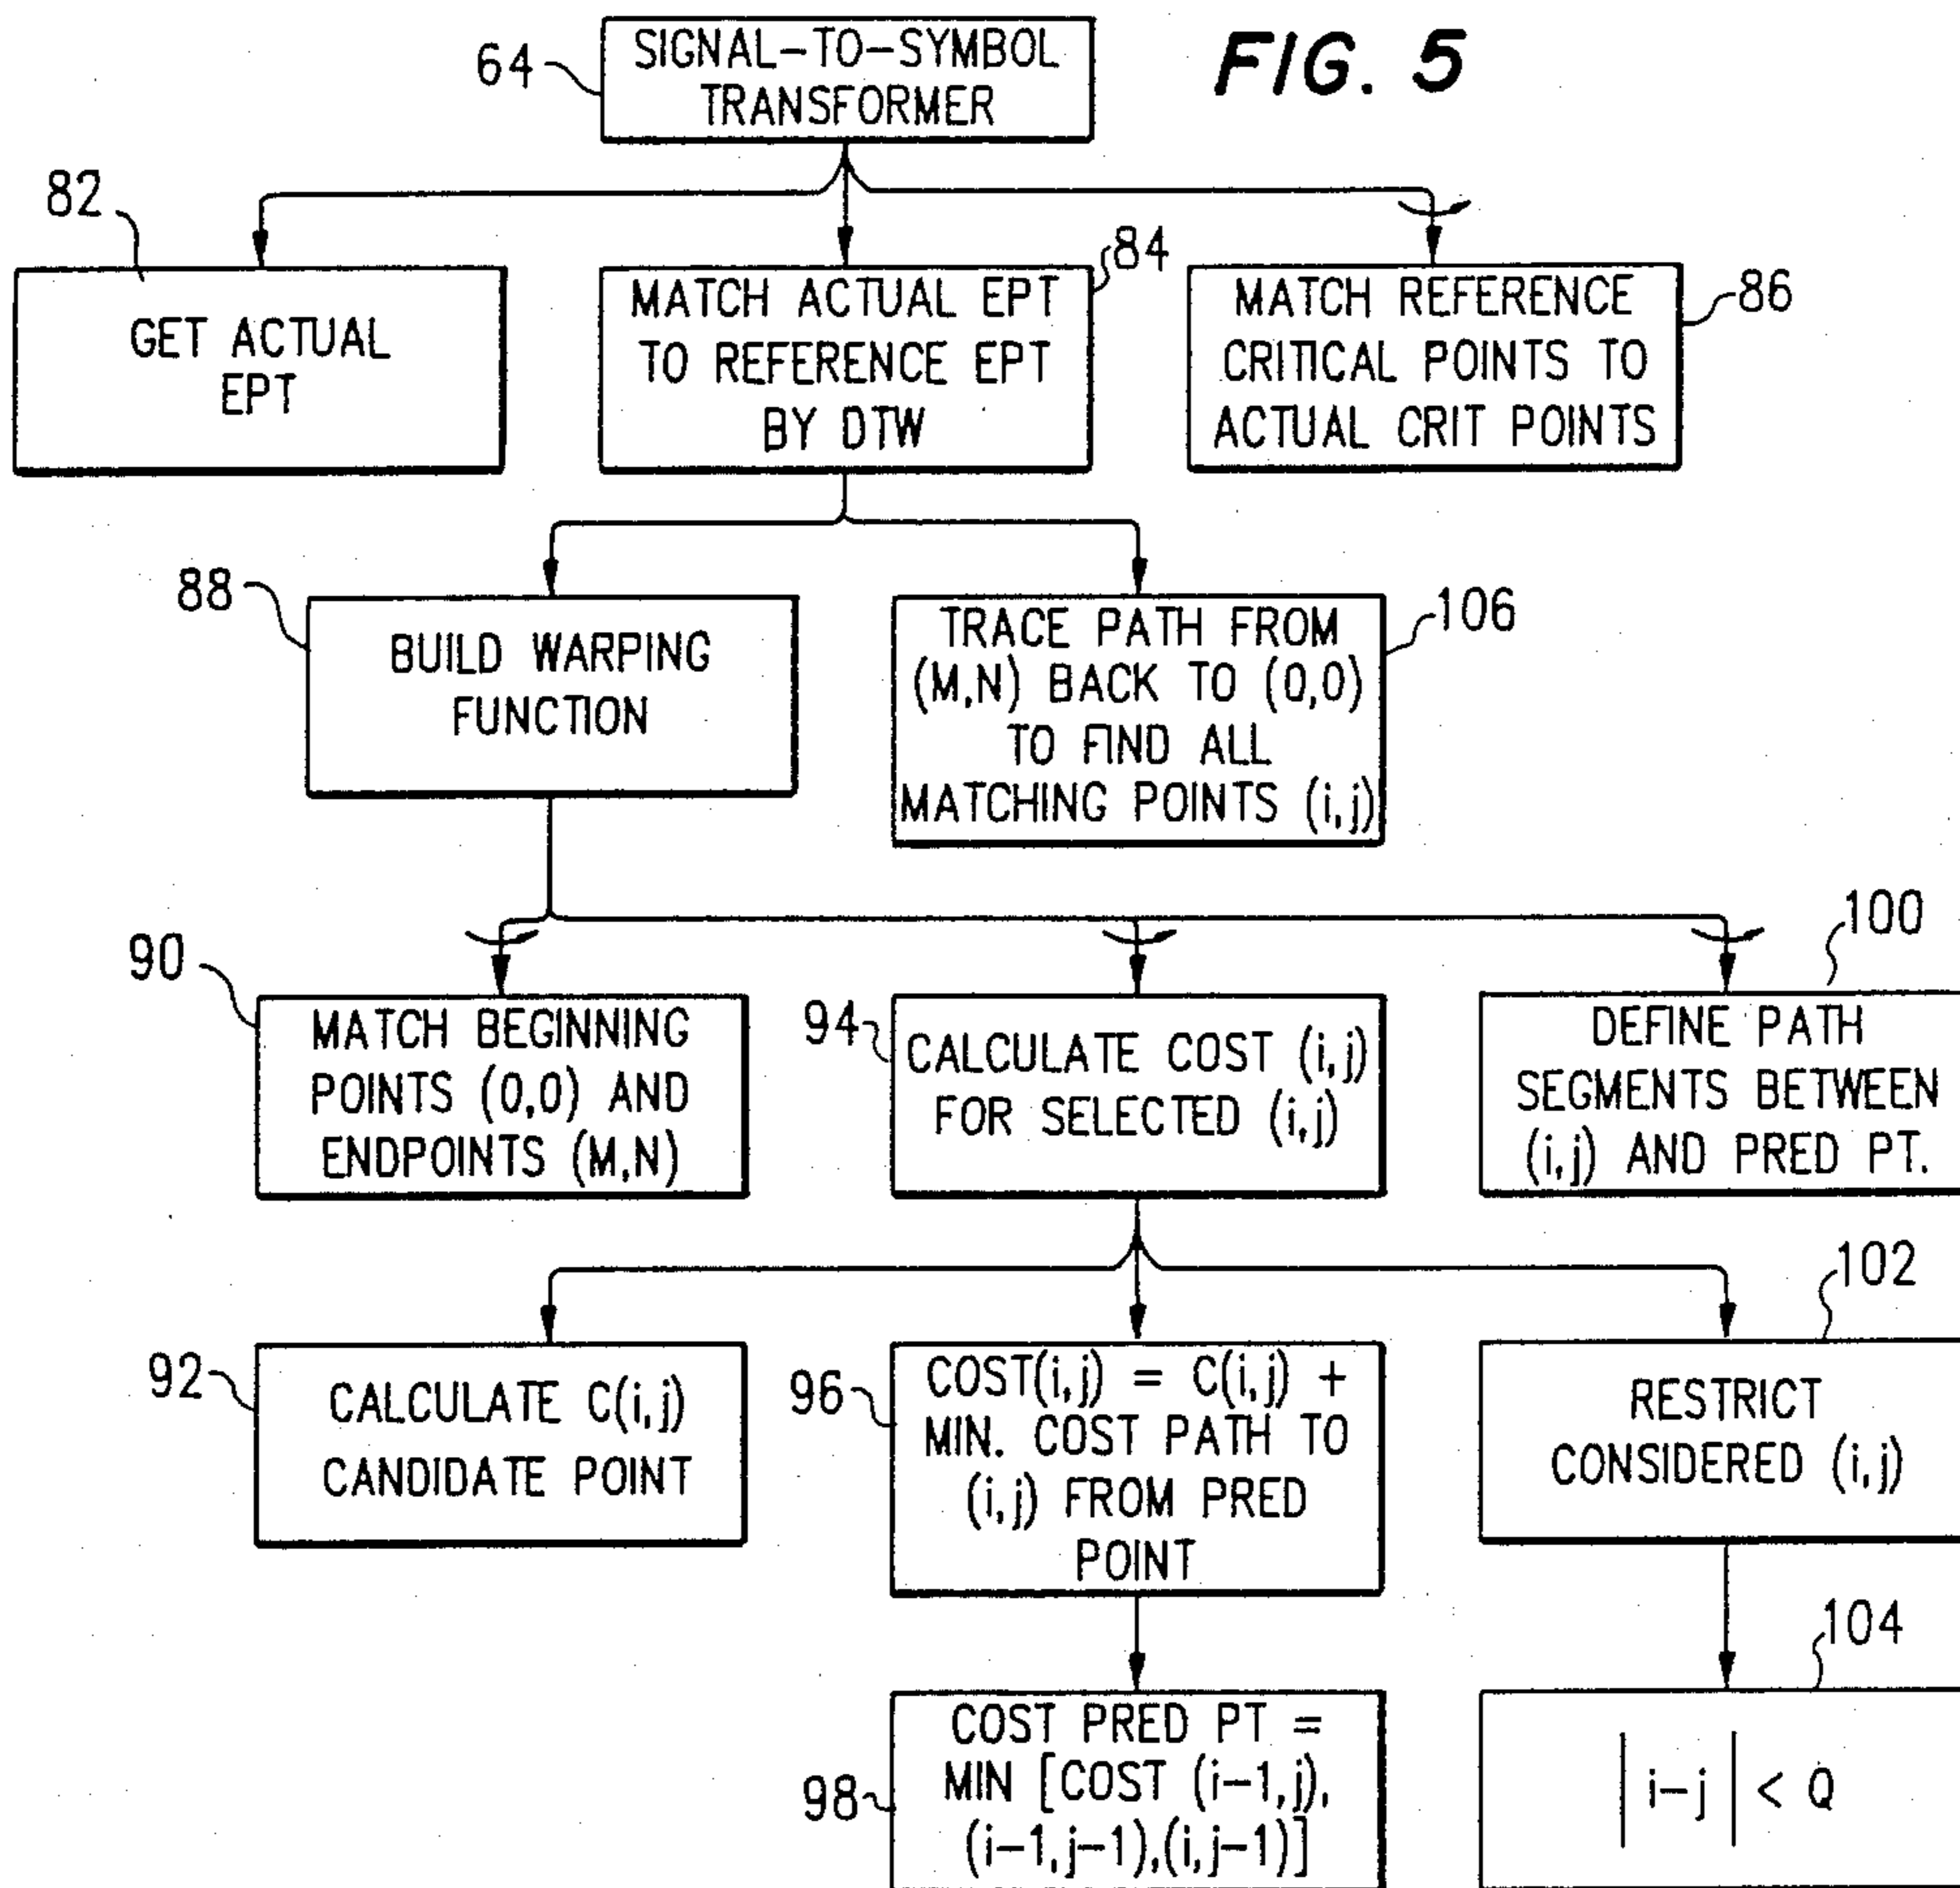 FIG. 5
64
SIGNAL-TO-SYMBOL
TRANSFORMER
82
GET ACTUAL
EPT
84
MATCH ACTUAL EPT
TO REFERENCE EPT
BY DTW
86
MATCH REFERENCE
CRITICAL POINTS TO
ACTUAL CRIT POINTS
88
BUILD WARPING
FUNCTION
106
TRACE PATH FROM
(M,N) BACK TO (0,0)
TO FIND ALL
MATCHING POINTS (i,j)
90
MATCH BEGINNING
POINTS (0,0) AND
ENDPOINTS (M,N)
94
CALCULATE COST (i,j)
FOR SELECTED (i,j)
100
DEFINE PATH
SEGMENTS BETWEEN
(i,j) AND PRED PT.
92
CALCULATE C(i,j)
CANDIDATE POINT
96
COST(i,j) = C(i,j) +
MIN. COST PATH TO
(i,j) FROM PRED
POINT
102
RESTRICT
CONSIDERED (i,j)
98
COST PRED PT =
MIN [COST (i-1,j),
(i-1,j-1),(i,j-1)]
104
|i-j| < Q